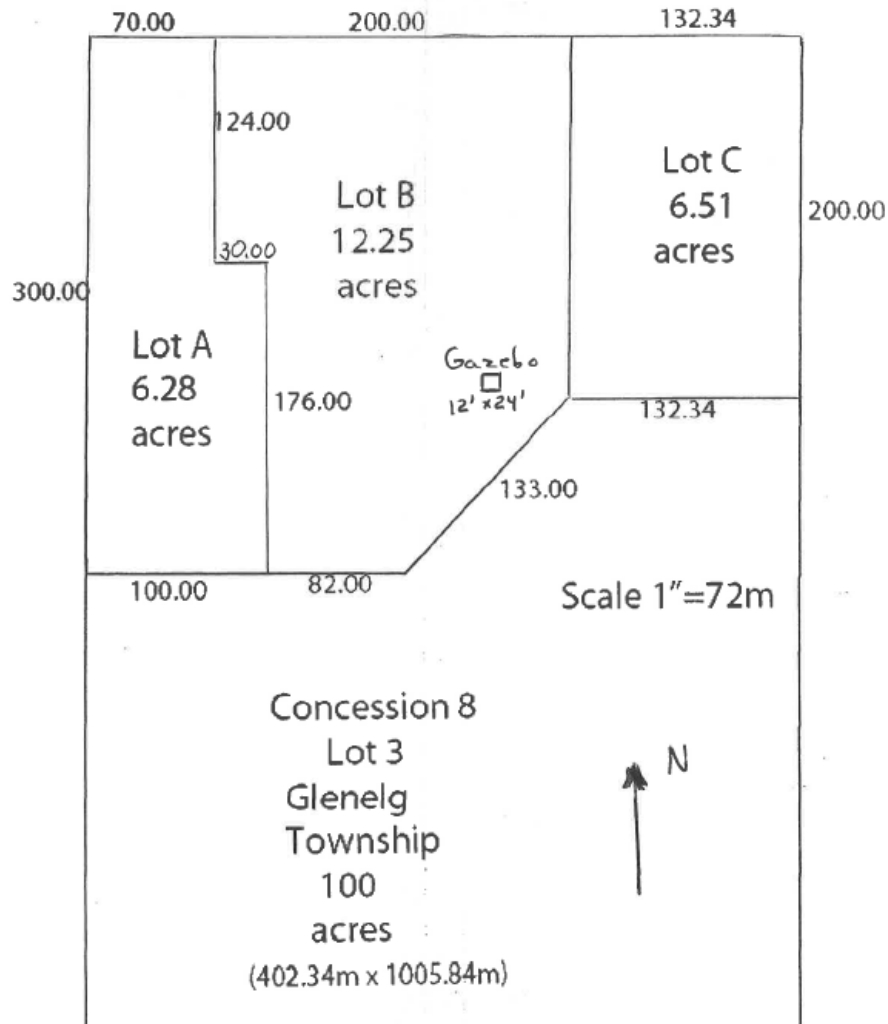 70.00
200.00
132.34
124.00
Lot C
6.51
acres
Lot B
12.25
acres
200.00
30.00
300.00
Lot A
6.28
acres
Gazebo
12' x 24'
176.00
132.34
133.00
100.00
82.00
Scale 1"=72m
Concession 8
Lot 3
Glenelg
Township
100
acres
(402.34m x 1005.84m)
N